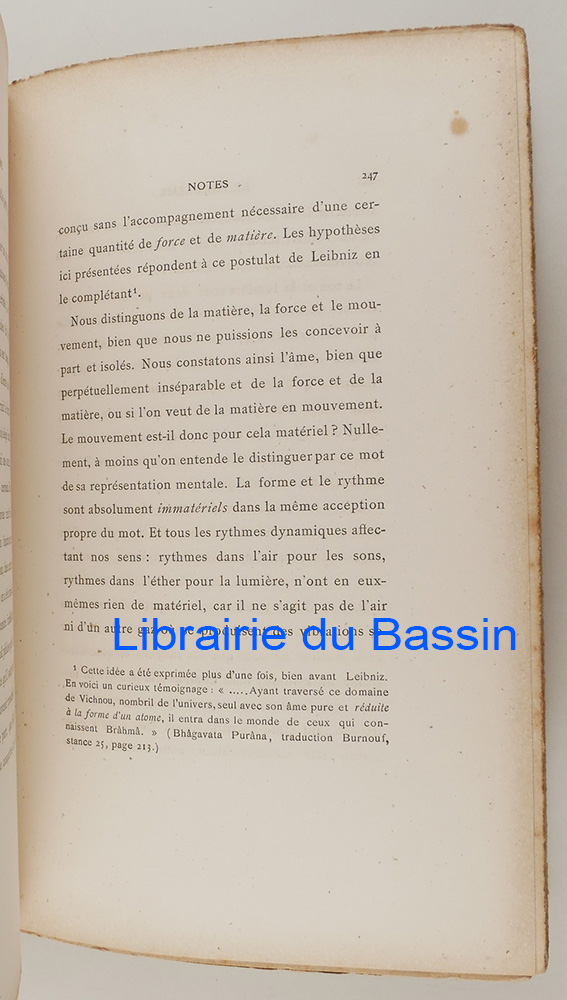 NOTES
247
conçu sans l'accompagnement nécessaire d'une cer-
taine quantité de force et de matière. Les hypothèses
ici présentées répondent à ce postulat de Leibniz en
le complétant¹.
Nous distinguons de la matière, la force et le mou-
vement, bien que nous ne puissions les concevoir à
part et isolés. Nous constatons ainsi l'âme, bien que
perpétuellement inséparable et de la force et de la
matière, ou si l'on veut de la matière en mouvement.
Le mouvement est-il donc pour cela matériel ? Nulle-
ment, à moins qu'on entende le distinguer par ce mot
de sa représentation mentale. La forme et le rythme
sont absolument immatériels dans la même acception
propre du mot. Et tous les rythmes dynamiques affec-
tant nos sens : rythmes dans l'air pour les sons,
rythmes dans l'éther pour la lumière, n'ont en eux-
mêmes rien de matériel, car il ne s'agit pas de l'air
ni d'un autre gaz où se produisent des vibrations
Librairie du Bassin
¹ Cette idée a été exprimée plus d'une fois, bien avant Leibniz.
En voici un curieux témoignage : « .....Ayant traversé ce domaine
de Vichnou, nombril de l'univers, seul avec son âme pure et réduite
à la forme d'un atome, il entra dans le monde de ceux qui con-
naissent Brâhmâ. » (Bhâgavata Purâna, traduction Burnouf,
stance 25, page 213.)